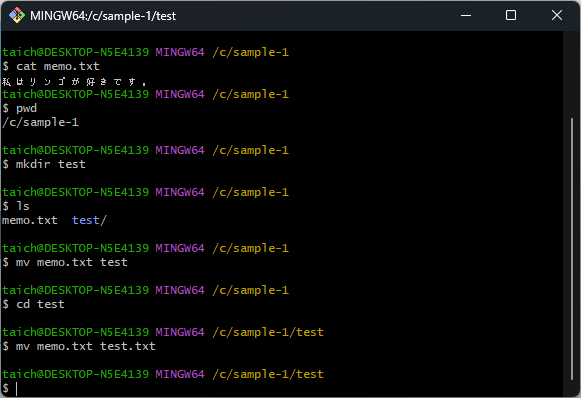 MINGW64:/c/sample-1/test
taich@DESKTOP-N5E4139 MINGW64 /c/sample-1
$ cat memo.txt
私はリンゴが好きです。
taich@DESKTOP-N5E4139 MINGW64 /c/sample-1
$ pwd
/c/sample-1
taich@DESKTOP-N5E4139 MINGW64 /c/sample-1
$ mkdir test
taich@DESKTOP-N5E4139 MINGW64 /c/sample-1
$ ls
memo.txt  test/
taich@DESKTOP-N5E4139 MINGW64 /c/sample-1
$ mv memo.txt test
taich@DESKTOP-N5E4139 MINGW64 /c/sample-1
$ cd test
taich@DESKTOP-N5E4139 MINGW64 /c/sample-1/test
$ mv memo.txt test.txt
taich@DESKTOP-N5E4139 MINGW64 /c/sample-1/test
$